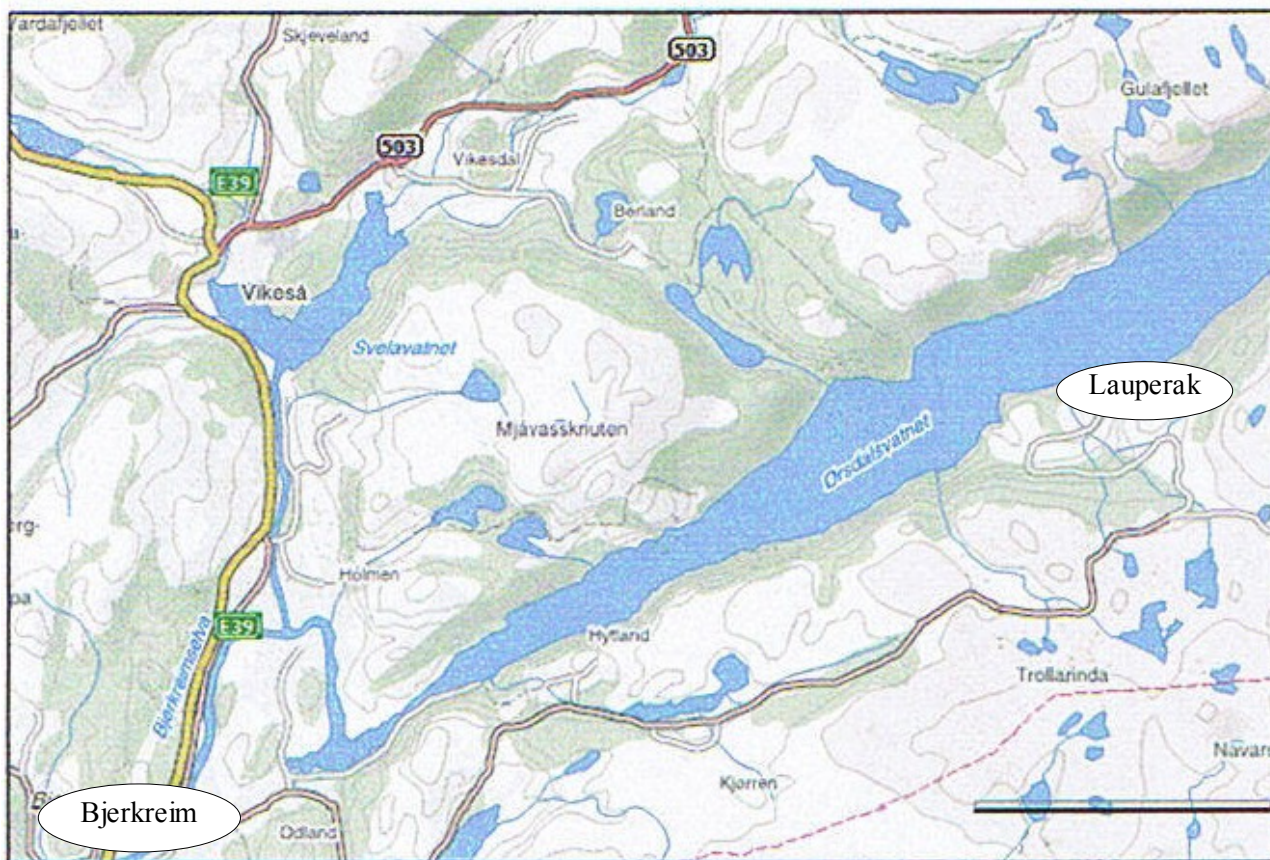 Vardafjellet
Skjeveland
503
Gulafjellet
503
Vikesdal
E39
Berland
Vikeså
Svelavatnet
Lauperak
Mjåvassknuten
Ørsdalsvatnet
Holmen
E39
Hytland
Bjerkreimselva
Trollarinda
Kjørren
Bjerkreim
Odland